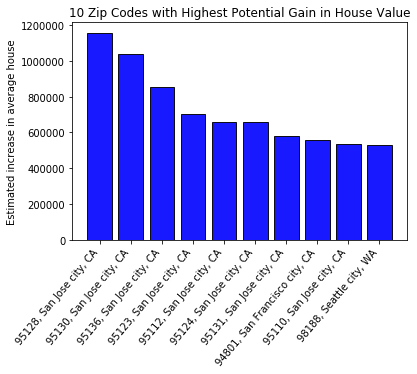 10 Zip Codes with Highest Potential Gain in House Value
Estimated increase in average house
1200000
1000000
800000
600000
400000
200000
0
95128, San Jose city, CA
95130, San Jose city, CA
95136, San Jose city, CA
95123, San Jose city, CA
95112, San Jose city, CA
95124, San Jose city, CA
95131, San Jose city, CA
94801, San Francisco city, CA
95110, San Jose city, CA
98188, Seattle city, WA